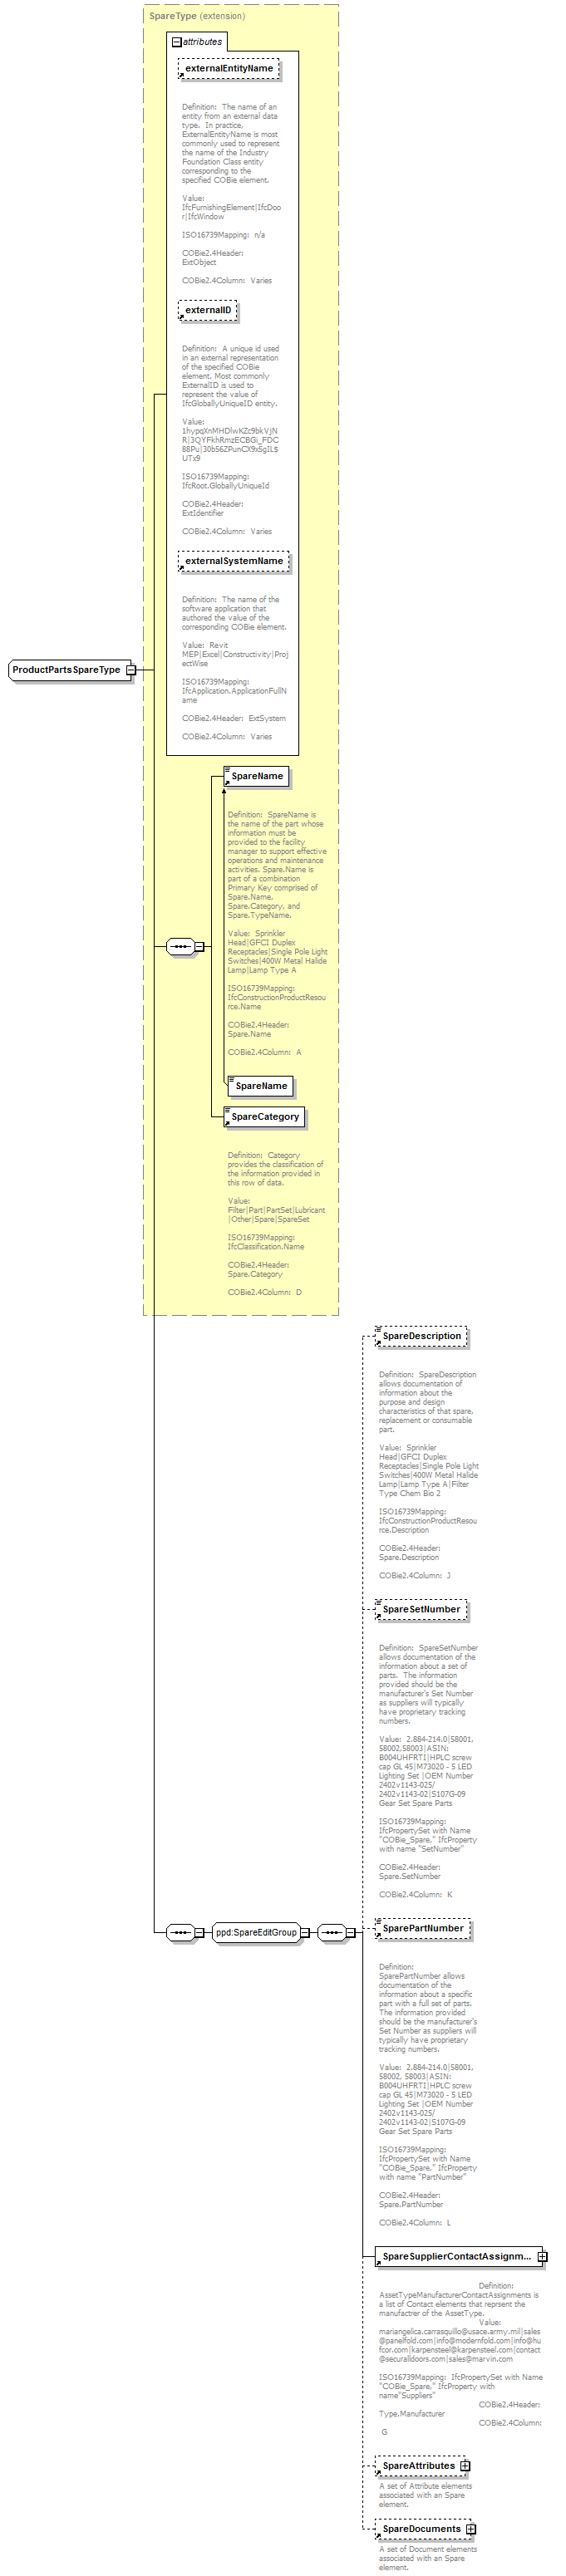 SpareType (extension)
attributes
externalEntityName
Definition:  The name of an
entity from an external data
type.  In practice,
ExternalEntityName is most
commonly used to represent
the name of the Industry
Foundation Class entity
corresponding to the
specified COBie element.
Value:
IfcFurnishingElement|IfcDoo
r|IfcWindow
ISO16739Mapping:  n/a
COBie2.4Header:
ExtObject
COBie2.4Column:  Varies
externalID
Definition:  A unique id used
in an external representation
of the specified COBie
element. Most commonly
ExternalID is used to
represent the value of
IfcGloballyUniqueID entity.
Value:
1hypqXnMHDlwKZc9bkVjN
R|3QYFkhRmzECBGi_FDC
88Pu|30b56ZPunCX9xSgIL$
UTx9
ISO16739Mapping:
IfcRoot.GloballyUniqueId
COBie2.4Header:
ExtIdentifier
COBie2.4Column:  Varies
externalSystemName
Definition:  The name of the
software application that
authored the value of the
corresponding COBie element.
Value:  Revit
MEP|Excel|Constructivity|Proj
ectWise
ISO16739Mapping:
IfcApplication.ApplicationFullN
ame
COBie2.4Header:  ExtSystem
COBie2.4Column:  Varies
ProductPartsSpareType
SpareName
Definition:  SpareName is
the name of the part whose
information must be
provided to the facility
manager to support effective
operations and maintenance
activities. Spare.Name is
part of a combination
Primary Key comprised of
Spare.Name,
Spare.Category, and
Spare.TypeName.
Value:  Sprinkler
Head|GFCI Duplex
Receptacles|Single Pole Light
Switches|400W Metal Halide
Lamp|Lamp Type A
ISO16739Mapping:
IfcConstructionProductResou
rce.Name
COBie2.4Header:
Spare.Name
COBie2.4Column:  A
SpareName
SpareCategory
Definition:  Category
provides the classification of
the information provided in
this row of data.
Value:
Filter|Part|PartSet|Lubricant
|Other|Spare|SpareSet
ISO16739Mapping:
IfcClassification.Name
COBie2.4Header:
Spare.Category
COBie2.4Column:  D
SpareDescription
Definition:  SpareDescription
allows documentation of
information about the
purpose and design
characteristics of that spare,
replacement or consumable
part.
Value:  Sprinkler
Head|GFCI Duplex
Receptacles|Single Pole Light
Switches|400W Metal Halide
Lamp|Lamp Type A|Filter
Type Chem Bio 2
ISO16739Mapping:
IfcConstructionProductResou
rce.Description
COBie2.4Header:
Spare.Description
COBie2.4Column:  J
SpareSetNumber
Definition:  SpareSetNumber
allows documentation of the
information about a set of
parts.  The information
provided should be the
manufacturer's Set Number
as suppliers will typically
have proprietary tracking
numbers.
Value:  2.884-214.0|58001,
58002,58003|ASIN:
B004UHFRTI|HPLC screw
cap GL 45|M73020 - 5 LED
Lighting Set |OEM Number
2402v1143-025/
2402v1143-02|S107G-09
Gear Set Spare Parts
ISO16739Mapping:
IfcPropertySet with Name
"COBie_Spare," IfcProperty
with name "SetNumber"
COBie2.4Header:
Spare.SetNumber
COBie2.4Column:  K
ppd:SpareEditGroup
SparePartNumber
Definition:
SparePartNumber allows
documentation of the
information about a specific
part with a full set of parts.
The information provided
should be the manufacturer's
Set Number as suppliers will
typically have proprietary
tracking numbers.
Value:  2.884-214.0|58001,
58002, 58003|ASIN:
B004UHFRTI|HPLC screw
cap GL 45|M73020 - 5 LED
Lighting Set |OEM Number
2402v1143-025/
2402v1143-02|S107G-09
Gear Set Spare Parts
ISO16739Mapping:
IfcPropertySet with Name
"COBie_Spare," IfcProperty
with name "PartNumber"
COBie2.4Header:
Spare.PartNumber
COBie2.4Column:  L
SpareSupplierContactAssignm...
Definition:
AssetTypeManufacturerContactAssignments is
a list of Contact elements that reprsent the
manufactrer of the AssetType.
Value:
mariangelica.carrasquillo@usace.army.mil|sales
@panelfold.com|info@modernfold.com|info@hu
fcor.com|karpensteel@karpensteel.com|contact
@securalldoors.com|sales@marvin.com
ISO16739Mapping:  IfcPropertySet with Name
"COBie_Spare," IfcProperty with
name"Suppliers"
COBie2.4Header:
Type.Manufacturer
COBie2.4Column:
G
SpareAttributes
A set of Attribute elements
associated with an Spare
element.
SpareDocuments
A set of Document elements
associated with an Spare
element.